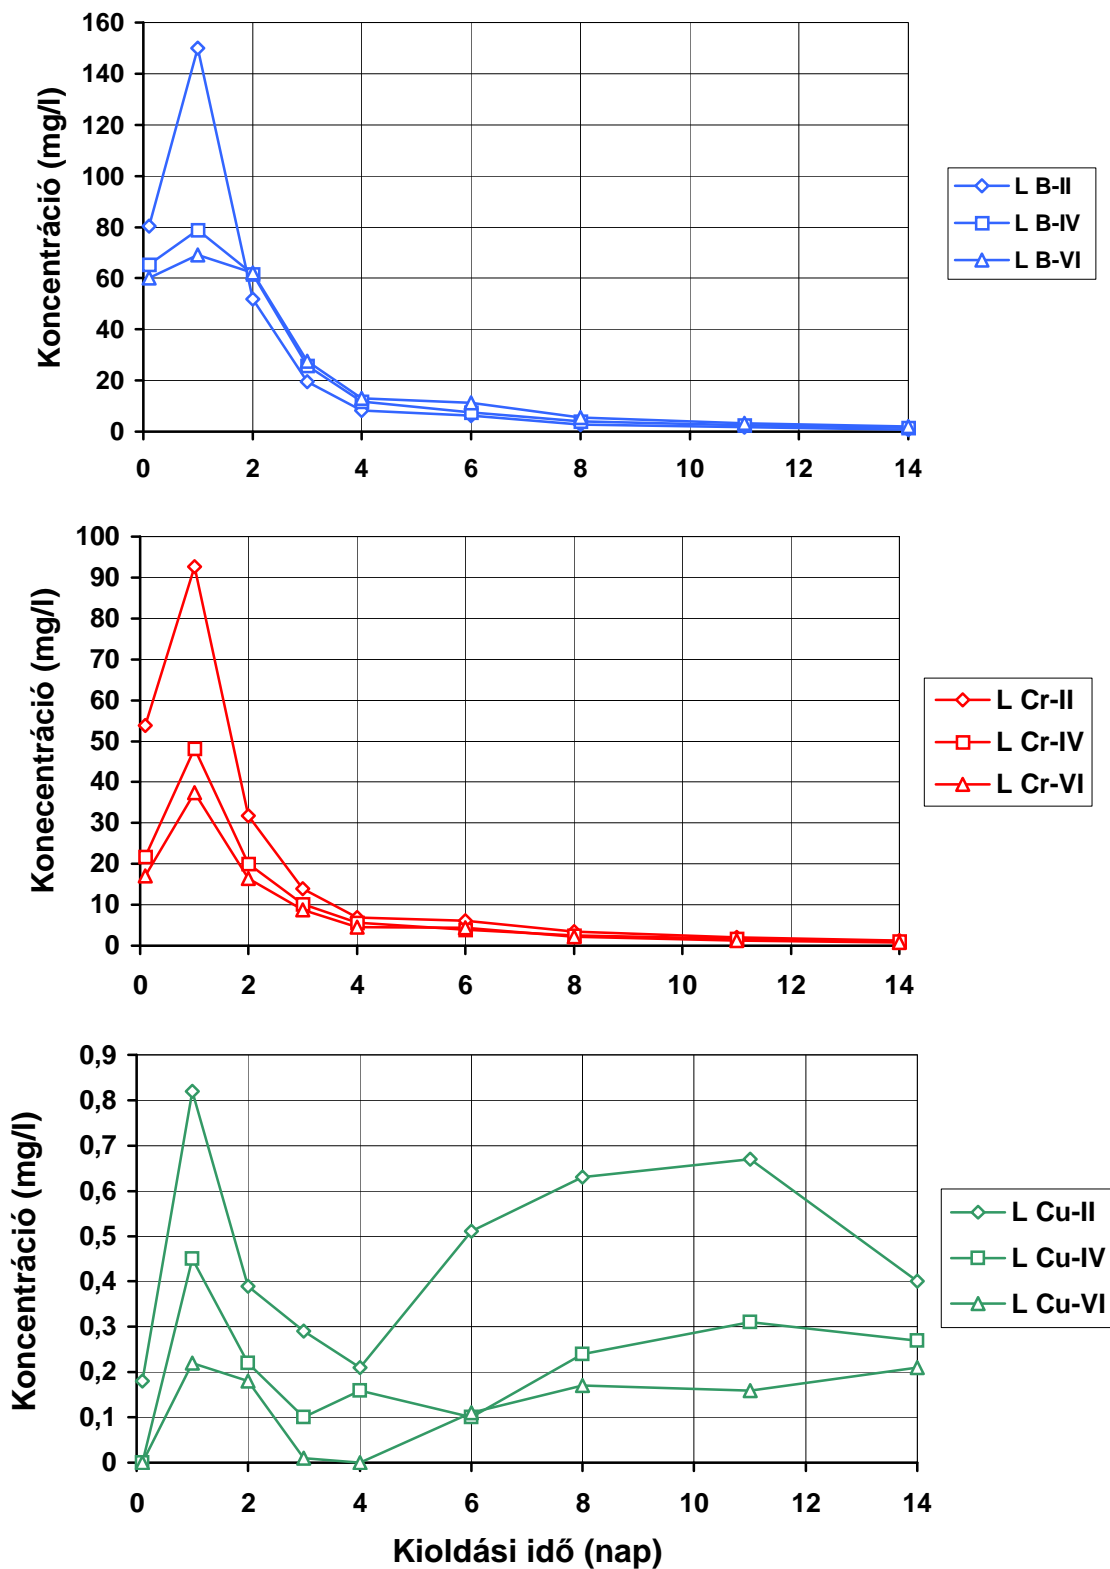 160
140
120
100
80
60
40
20
0
Koncentráció (mg/l)
0 2 4 6 8 10 12 14
L B-II
L B-IV
L B-VI
100
90
80
70
60
50
40
30
20
10
0
Konecentráció (mg/l)
0 2 4 6 8 10 12 14
L Cr-II
L Cr-IV
L Cr-VI
0,9
0,8
0,7
0,6
0,5
0,4
0,3
0,2
0,1
0
Koncentráció (mg/l)
0 2 4 6 8 10 12 14
Kioldási idő (nap)
L Cu-II
L Cu-IV
L Cu-VI